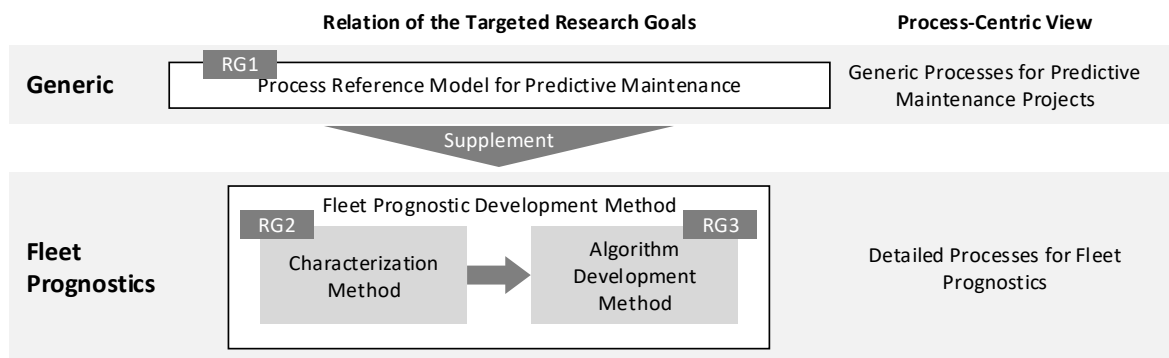 Relation of the Targeted Research Goals
Process-Centric View
Generic
RG1
Process Reference Model for Predictive Maintenance
Generic Processes for Predictive
Maintenance Projects
Supplement
Fleet
Prognostics
Fleet Prognostic Development Method
RG2
Characterization
Method
RG3
Algorithm
Development
Method
Detailed Processes for Fleet
Prognostics